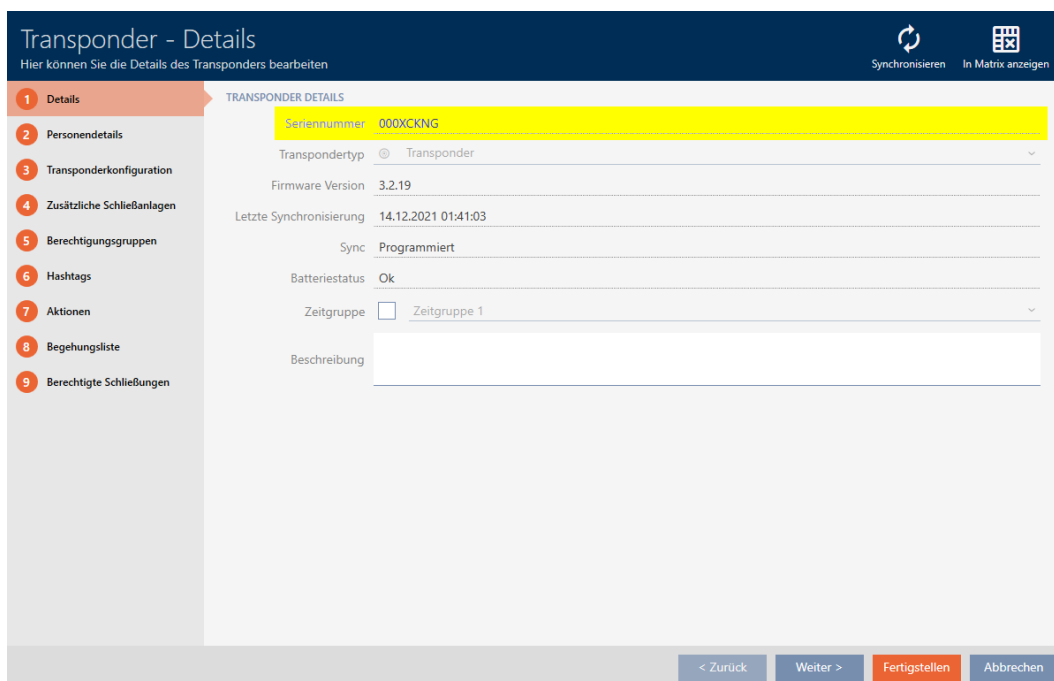 Transponder - Details
Hier können Sie die Details des Transponders bearbeiten
Synchronisieren
In Matrix anzeigen
1 Details
2 Personendetails
3 Transponderkonfiguration
4 Zusätzliche Schließanlagen
5 Berechtigungsgruppen
6 Hashtags
7 Aktionen
8 Begehungsliste
9 Berechtigte Schließungen
TRANSPONDER DETAILS
Seriennummer 000XCKNG
Transpondertyp Transponder
Firmware Version 3.2.19
Letzte Synchronisierung 14.12.2021 01:41:03
Sync Programmiert
Batteriestatus Ok
Zeitgruppe Zeitgruppe 1
Beschreibung
< Zurück
Weiter >
Fertigstellen
Abbrechen